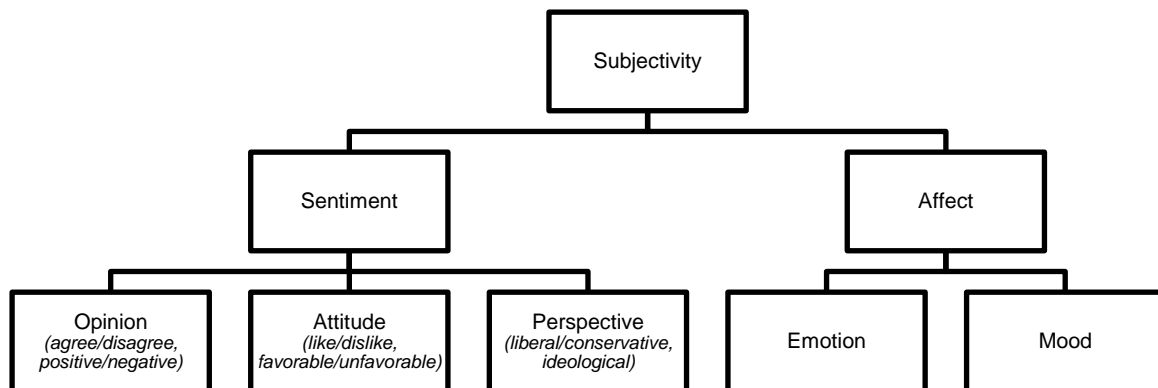 Subjectivity
Sentiment
Affect
Opinion
(agree/disagree,
positive/negative)
Attitude
(like/dislike,
favorable/unfavorable)
Perspective
(liberal/conservative,
ideological)
Emotion
Mood